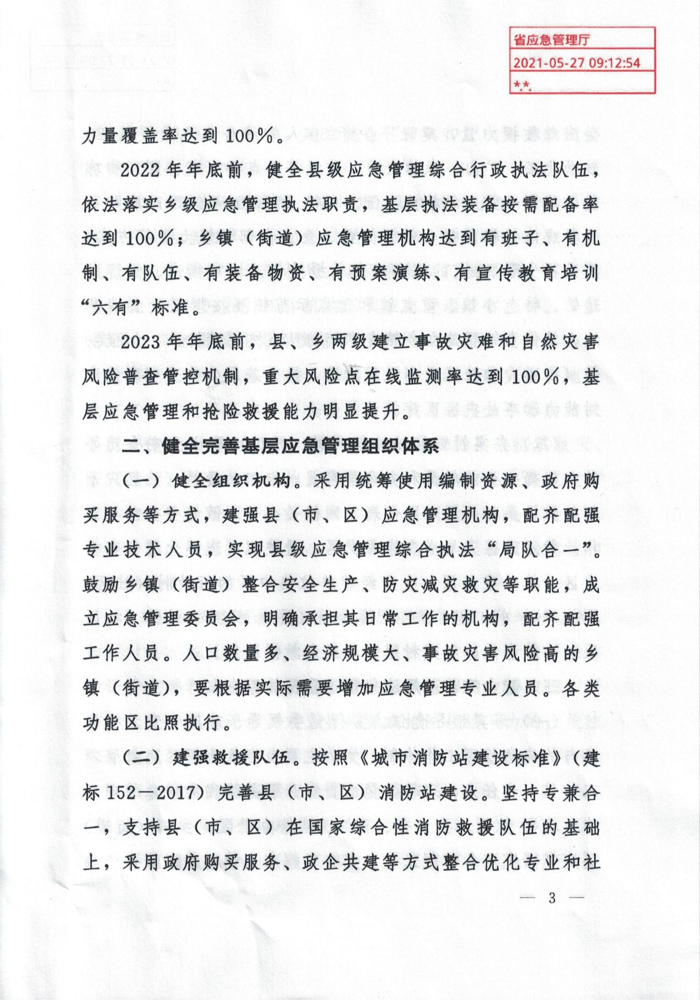 省应急管理厅
2021-05-27 09:12:54
*.*.
力量覆盖率达到100%。
2022年年底前，健全县级应急管理综合行政执法队伍，
依法落实乡级应急管理执法职责，基层执法装备按需配备率
达到100%；乡镇（街道）应急管理机构达到有班子、有机
制、有队伍、有装备物资、有预案演练、有宣传教育培训
“六有”标准。
2023年年底前，县、乡两级建立事故灾难和自然灾害
风险普查管控机制，重大风险点在线监测率达到100%，基
层应急管理和抢险救援能力明显提升。
二、健全完善基层应急管理组织体系
（一）健全组织机构。采用统筹使用编制资源、政府购
买服务等方式，建强县（市、区）应急管理机构，配齐配强
专业技术人员，实现县级应急管理综合执法“局队合一”。
鼓励乡镇（街道）整合安全生产、防灾减灾救灾等职能，成
立应急管理委员会，明确承担其日常工作的机构，配齐配强
工作人员。人口数量多、经济规模大、事故灾害风险高的乡
镇（街道），要根据实际需要增加应急管理专业人员。各类
功能区比照执行。
（二）建强救援队伍。按照《城市消防站建设标准》（建
标152—2017）完善县（市、区）消防站建设。坚持专兼合
一，支持县（市、区）在国家综合性消防救援队伍的基础
上，采用政府购买服务、政企共建等方式整合优化专业和社
— 3 —